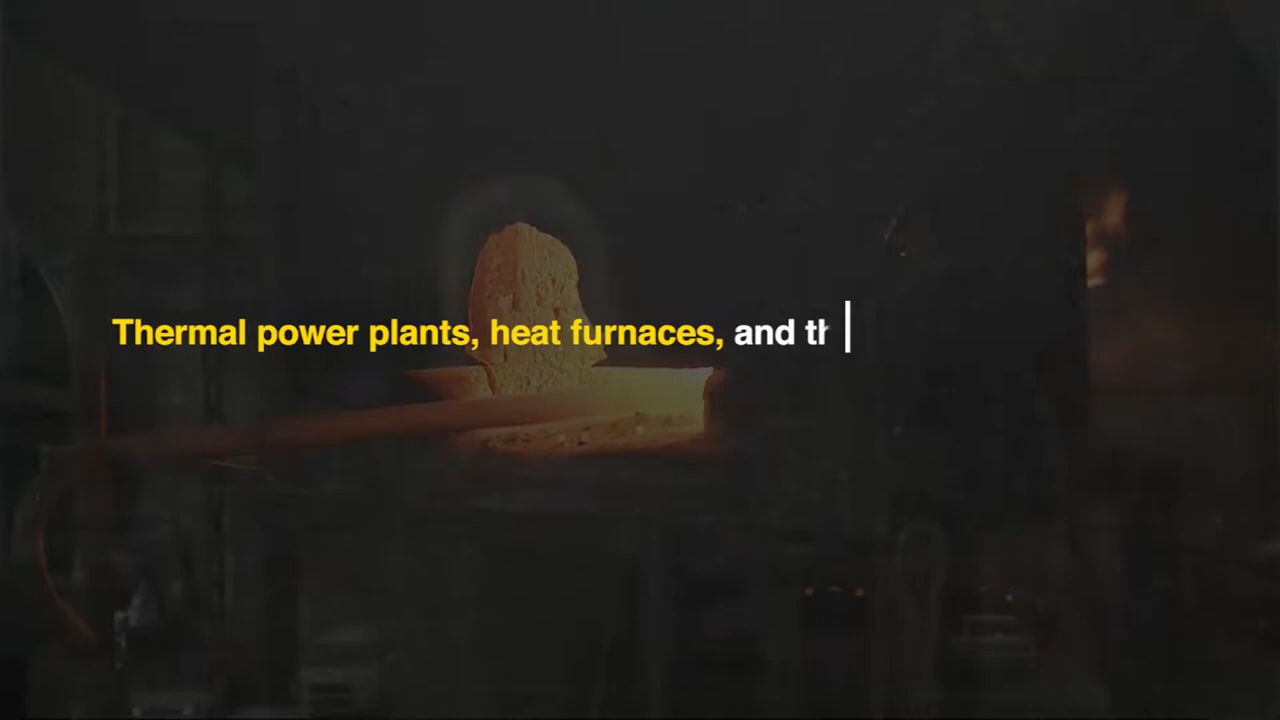 Thermal power plants, heat furnaces, and th